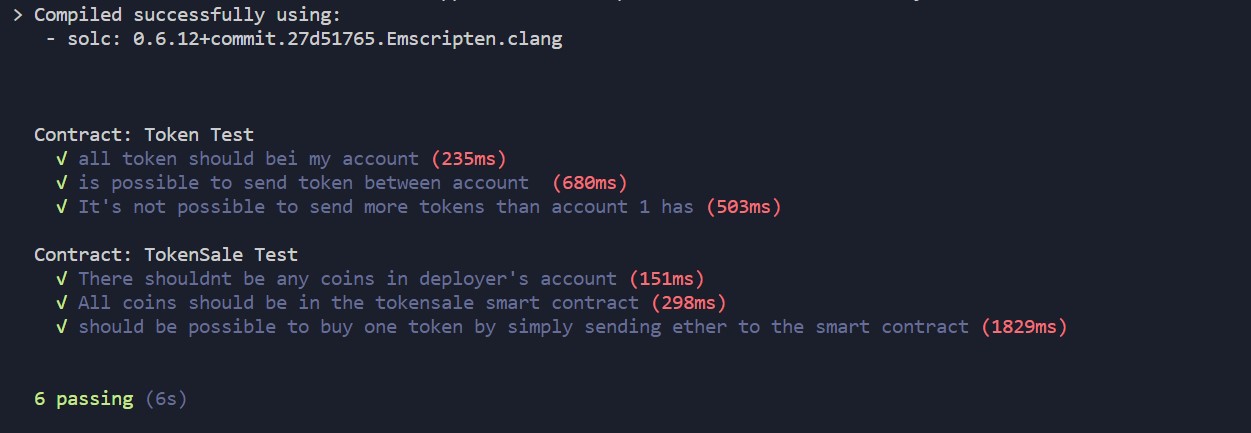 > Compiled successfully using:
- solc: 0.6.12+commit.27d51765.Emscripten.clang
Contract: Token Test
√ all token should bei my account (235ms)
√ is possible to send token between account (680ms)
√ It's not possible to send more tokens than account 1 has (503ms)
Contract: TokenSale Test
√ There shouldnt be any coins in deployer's account (151ms)
√ All coins should be in the tokensale smart contract (298ms)
√ should be possible to buy one token by simply sending ether to the smart contract (1829ms)
6 passing (6s)